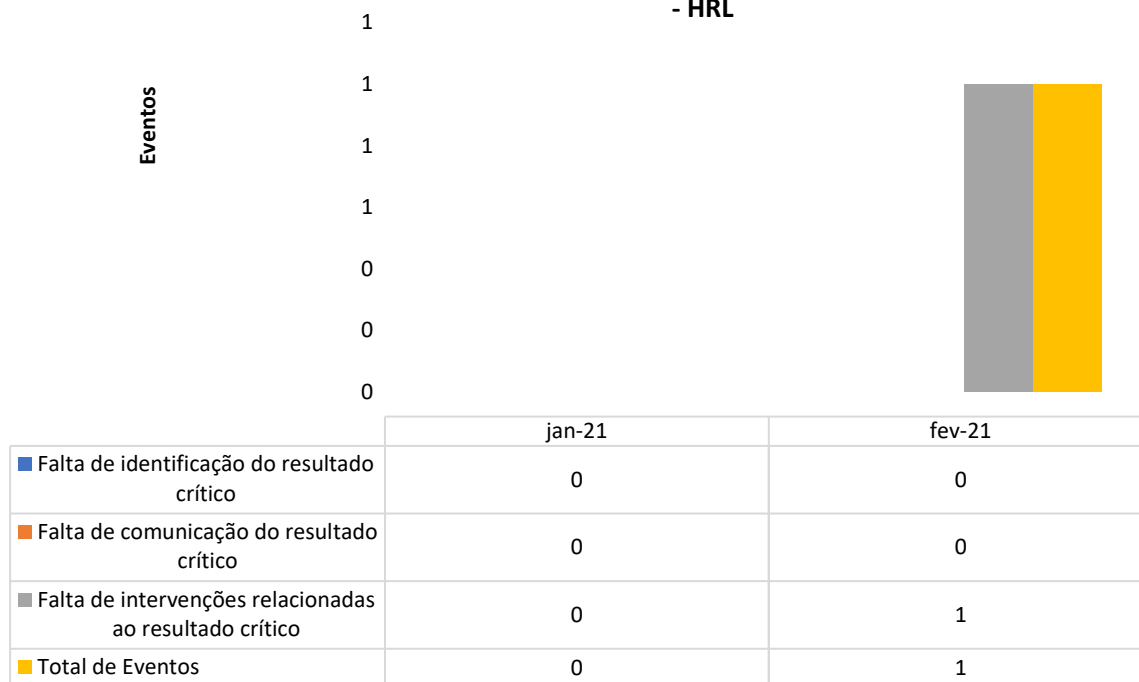 - HRL
Eventos
1
1
1
1
0
0
0
jan-21 fev-21
Falta de identificação do resultado
crítico
0 0
Falta de comunicação do resultado
crítico
0 0
Falta de intervenções relacionadas
ao resultado crítico
0 1
Total de Eventos 0 1